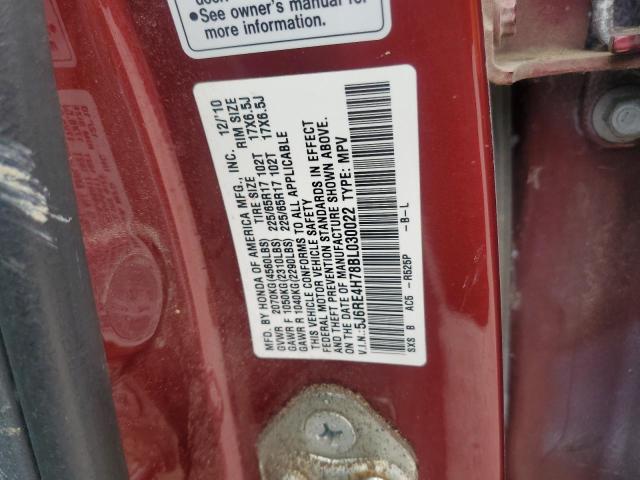 •See owner's manual for
more information.
MFD. BY HONDA OF AMERICA MFG., INC. 12/10
TIRE SIZE RIM SIZE
GVWR 2070KG(4560LBS) 225/65R17 102T 17X6.5J
GAWR F 1050KG(2310LBS) 225/65R17 102T 17X6.5J
GAWR R 1040KG(2290LBS)
THIS VEHICLE CONFORMS TO ALL APPLICABLE
FEDERAL MOTOR VEHICLE SAFETY
AND THEFT PREVENTION STANDARDS IN EFFECT
ON THE DATE OF MANUFACTURE SHOWN ABOVE.
V.I.N.:5J6RE4H78BL030022 TYPE: MPV
SXS B AC5 -R525P -B-L